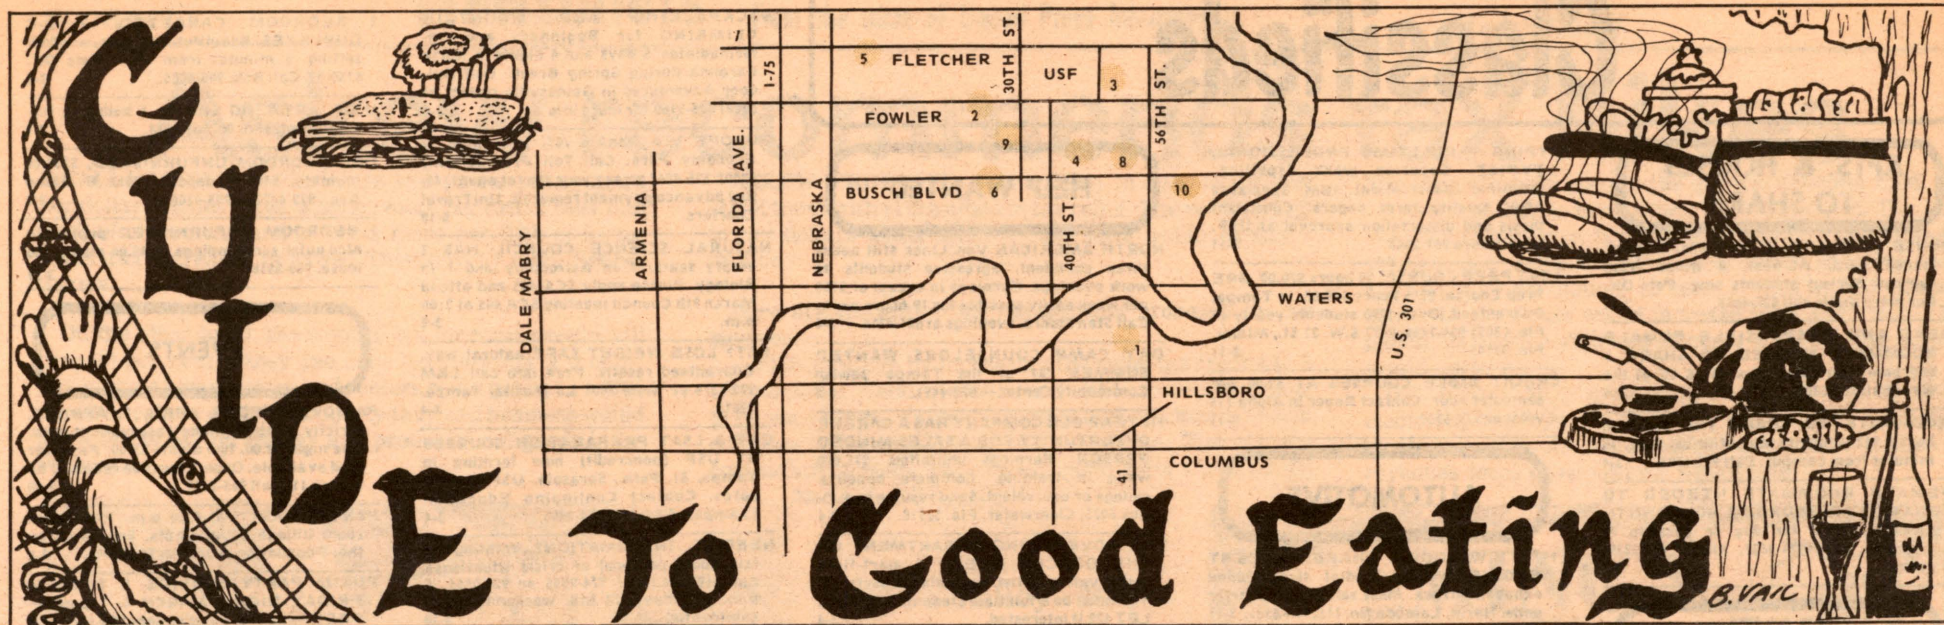 GUIDE To Good Eating
7
I-75
5 FLETCHER
30TH ST.
USF
3
56TH ST.
FOWLER 2
9
4
8
10
BUSCH BLVD
DALE MABRY
ARMENIA
FLORIDA AVE.
NEBRASKA
40TH ST.
WATERS
U.S. 301
1
HILLSBORO
COLUMBUS
41
B. VAIL